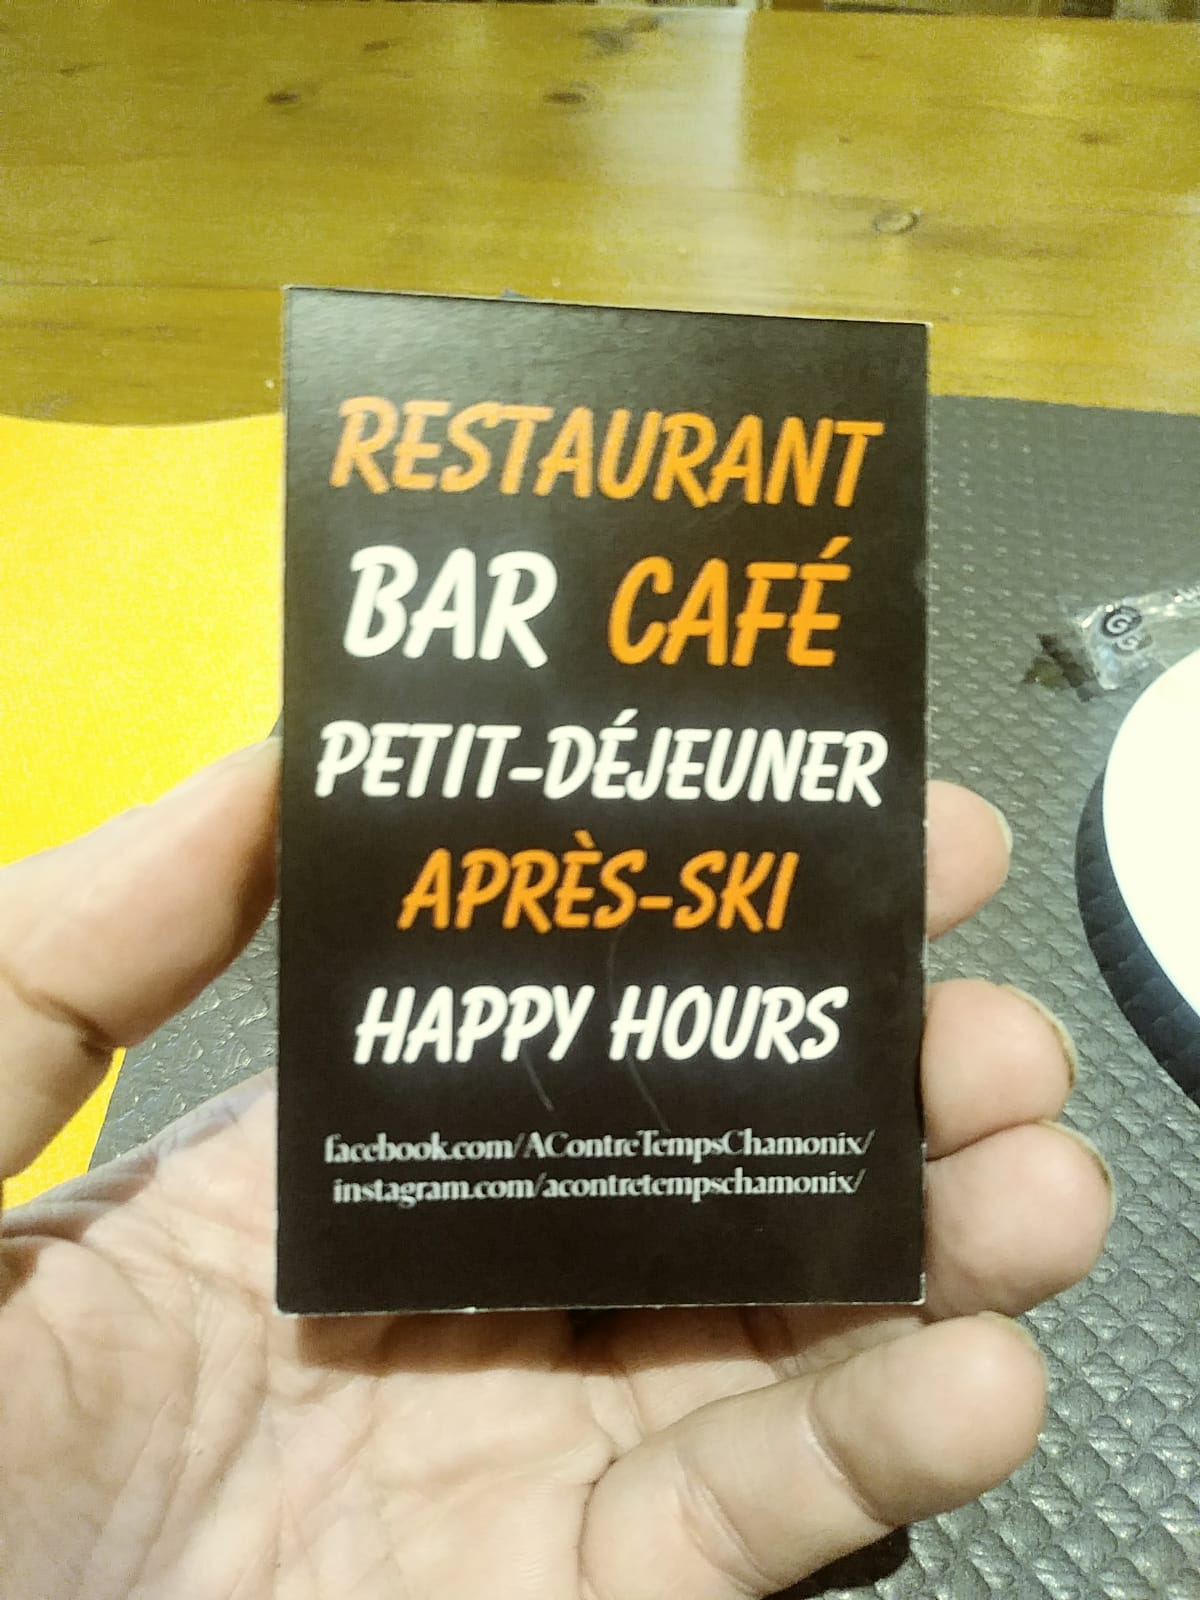 RESTAURANT
BAR CAFÉ
PETIT-DÉJEUNER
APRÈS-SKI
HAPPY HOURS
facebook.com/AContreTempsChamonix/
instagram.com/acontretempschamonix/